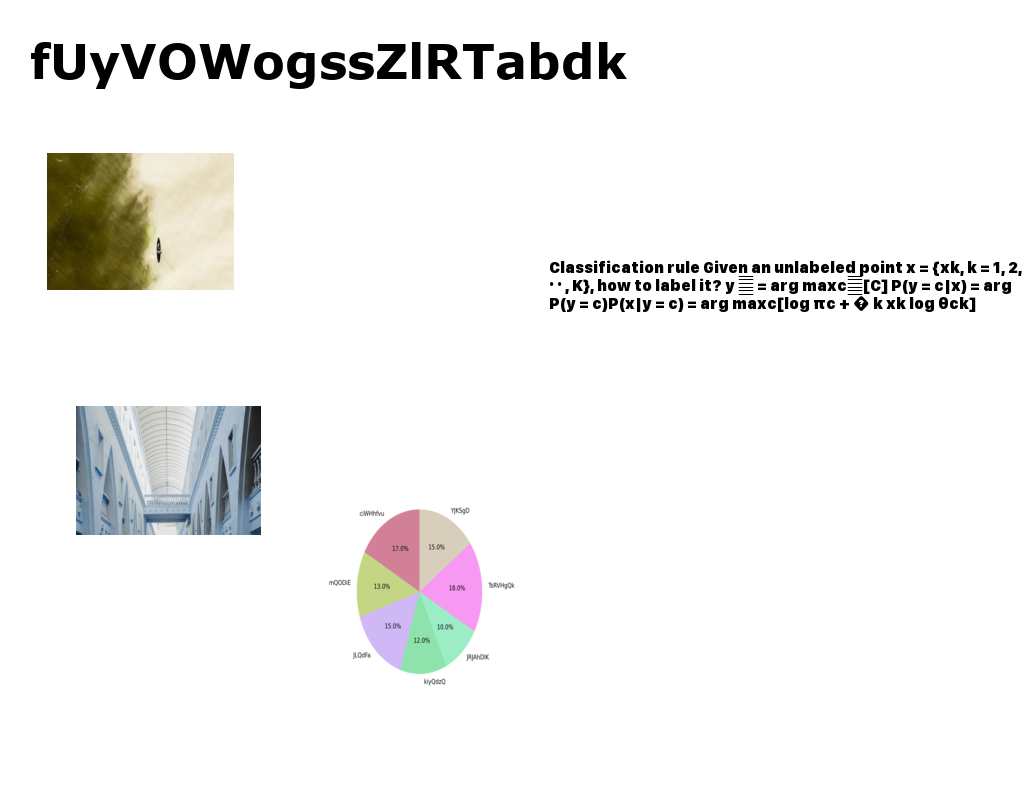 fUyVOWogssZlRTabdk
Classification rule Given an unlabeled point x = {xk, k = 1, 2,
· · , K}, how to label it? y = arg maxc [C] P(y = c|x) = arg
P(y = c)P(x|y = c) = arg maxc[log πc + � k xk log θck]
ciWHhfvu
YJKSgD
17.0%
15.0%
mQODiE
13.0%
18.0%
TsRVHgQk
15.0%
10.0%
12.0%
JLQdFa
JRJAhDIK
kiyQdzQ